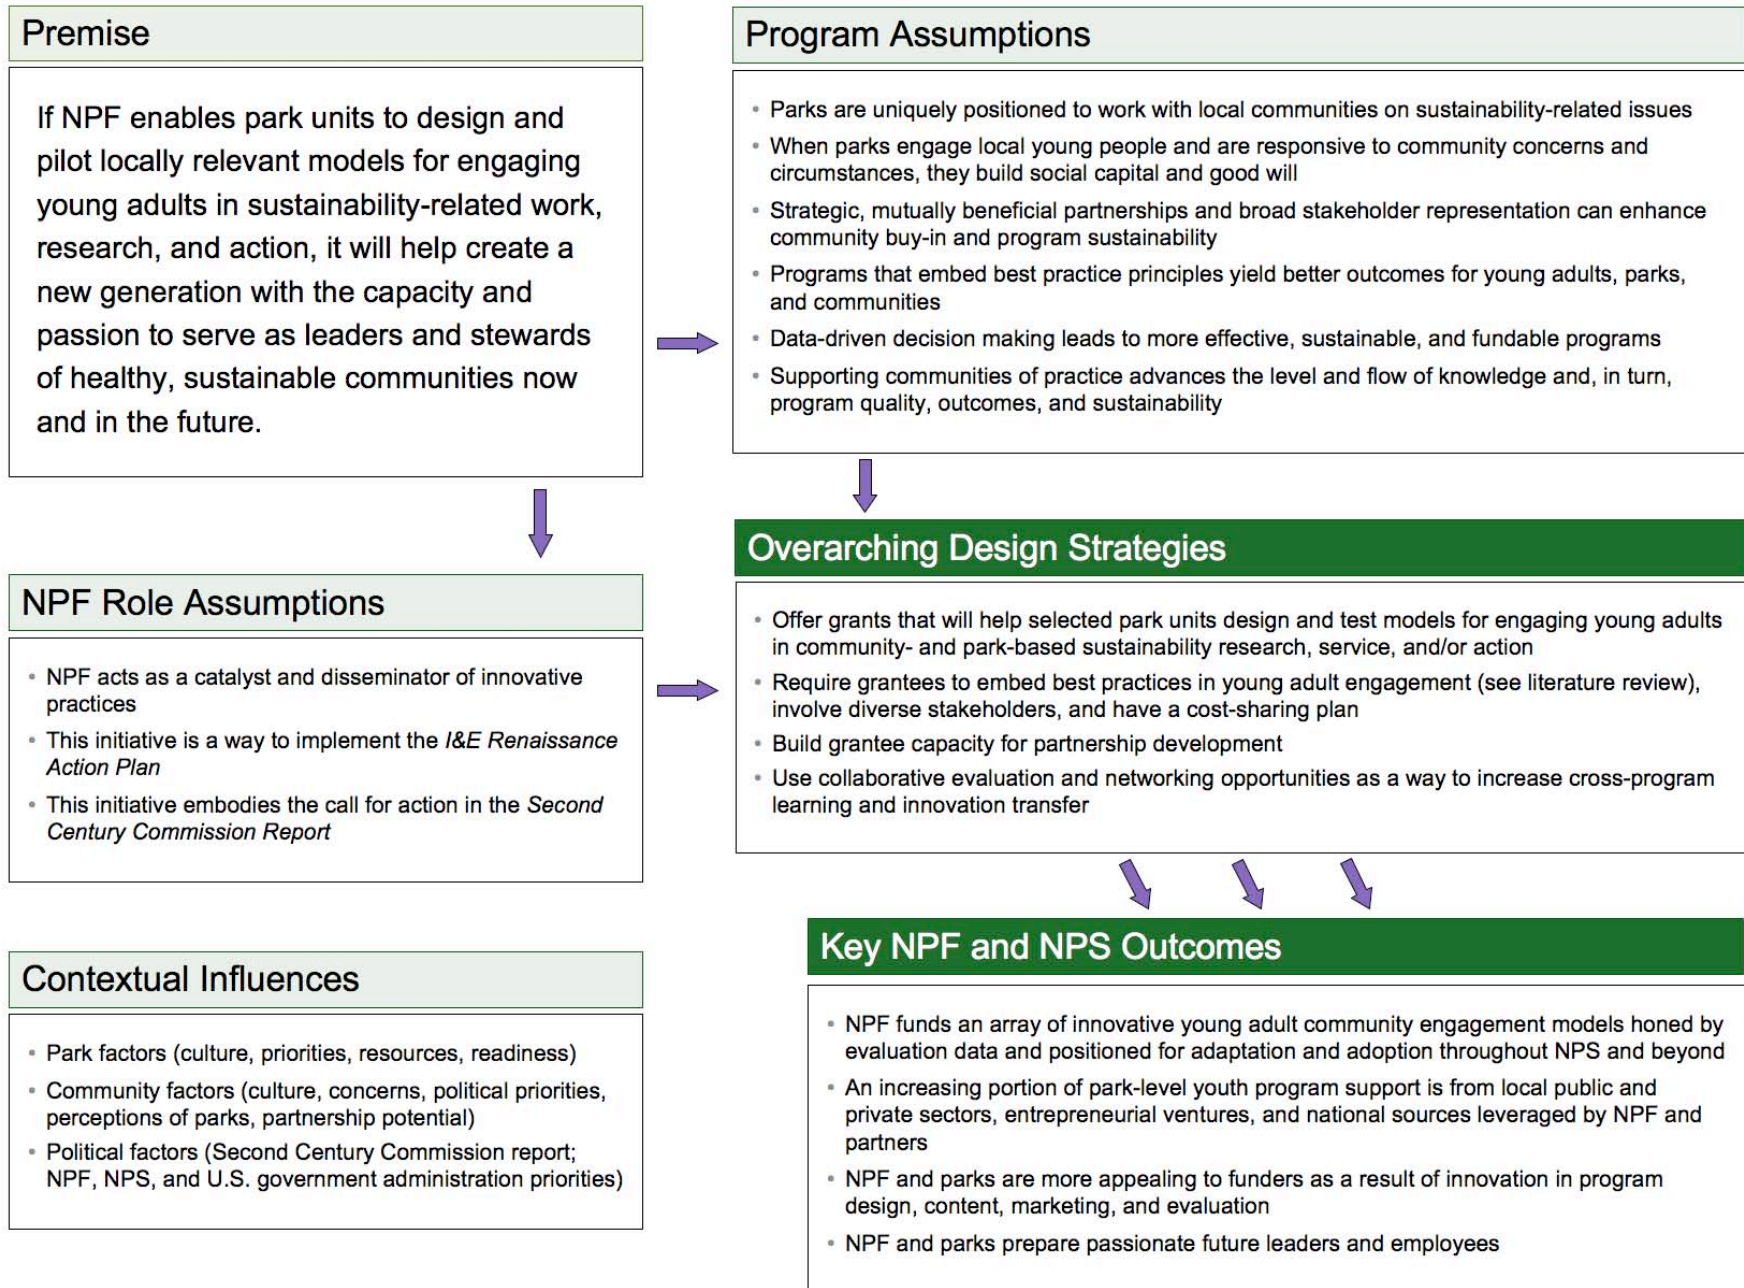 Premise
If NPF enables park units to design and
pilot locally relevant models for engaging
young adults in sustainability-related work,
research, and action, it will help create a
new generation with the capacity and
passion to serve as leaders and stewards
of healthy, sustainable communities now
and in the future.
Program Assumptions
• Parks are uniquely positioned to work with local communities on sustainability-related issues
• When parks engage local young people and are responsive to community concerns and
circumstances, they build social capital and good will
• Strategic, mutually beneficial partnerships and broad stakeholder representation can enhance
community buy-in and program sustainability
• Programs that embed best practice principles yield better outcomes for young adults, parks,
and communities
• Data-driven decision making leads to more effective, sustainable, and fundable programs
• Supporting communities of practice advances the level and flow of knowledge and, in turn,
program quality, outcomes, and sustainability
NPF Role Assumptions
• NPF acts as a catalyst and disseminator of innovative
practices
• This initiative is a way to implement the I&E Renaissance
Action Plan
• This initiative embodies the call for action in the Second
Century Commission Report
Overarching Design Strategies
• Offer grants that will help selected park units design and test models for engaging young adults
in community- and park-based sustainability research, service, and/or action
• Require grantees to embed best practices in young adult engagement (see literature review),
involve diverse stakeholders, and have a cost-sharing plan
• Build grantee capacity for partnership development
• Use collaborative evaluation and networking opportunities as a way to increase cross-program
learning and innovation transfer
Contextual Influences
• Park factors (culture, priorities, resources, readiness)
• Community factors (culture, concerns, political priorities,
perceptions of parks, partnership potential)
• Political factors (Second Century Commission report;
NPF, NPS, and U.S. government administration priorities)
Key NPF and NPS Outcomes
• NPF funds an array of innovative young adult community engagement models honed by
evaluation data and positioned for adaptation and adoption throughout NPS and beyond
• An increasing portion of park-level youth program support is from local public and
private sectors, entrepreneurial ventures, and national sources leveraged by NPF and
partners
• NPF and parks are more appealing to funders as a result of innovation in program
design, content, marketing, and evaluation
• NPF and parks prepare passionate future leaders and employees